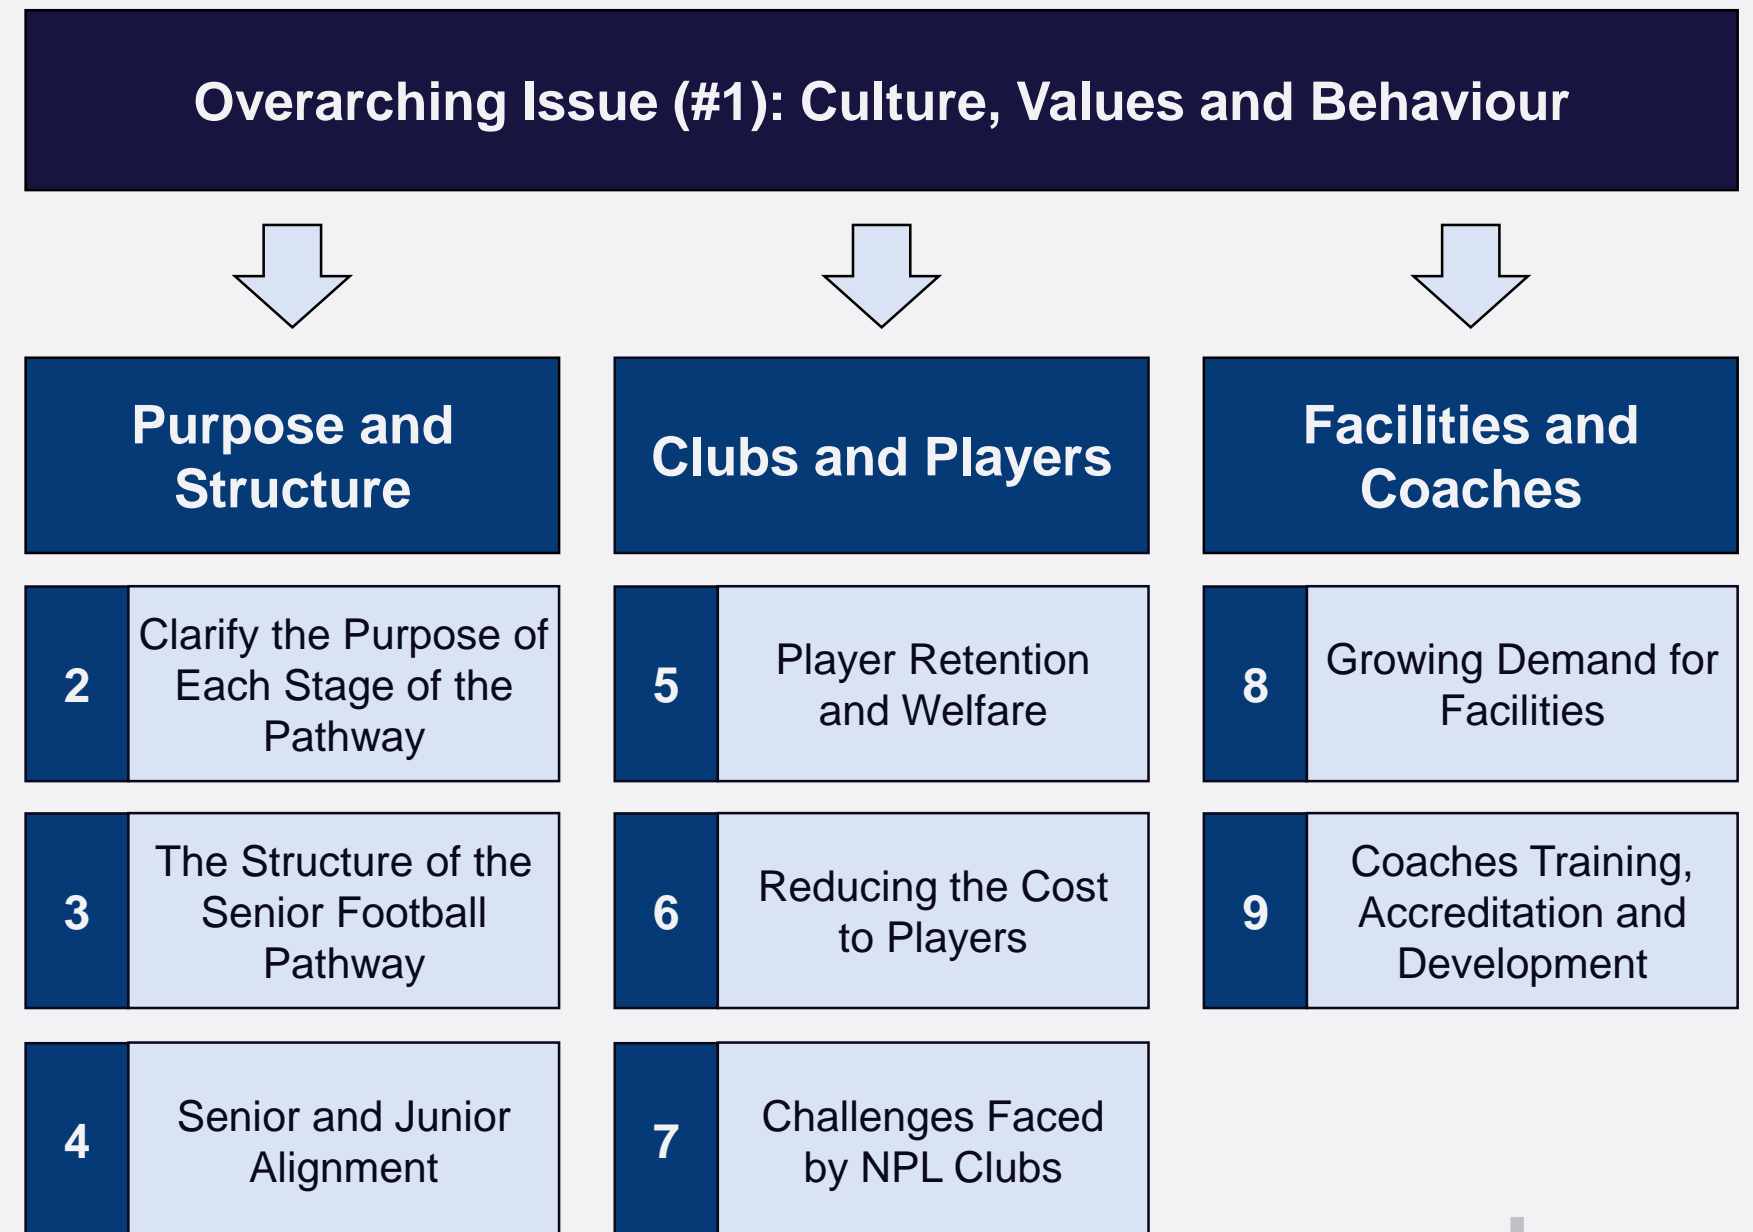 Overarching Issue (#1): Culture, Values and Behaviour
Purpose and
Structure
2
Clarify the Purpose of
Each Stage of the
Pathway
3
The Structure of the
Senior Football
Pathway
4
Senior and Junior
Alignment
Clubs and Players
5
Player Retention
and Welfare
6
Reducing the Cost
to Players
7
Challenges Faced
by NPL Clubs
Facilities and
Coaches
8
Growing Demand for
Facilities
9
Coaches Training,
Accreditation and
Development